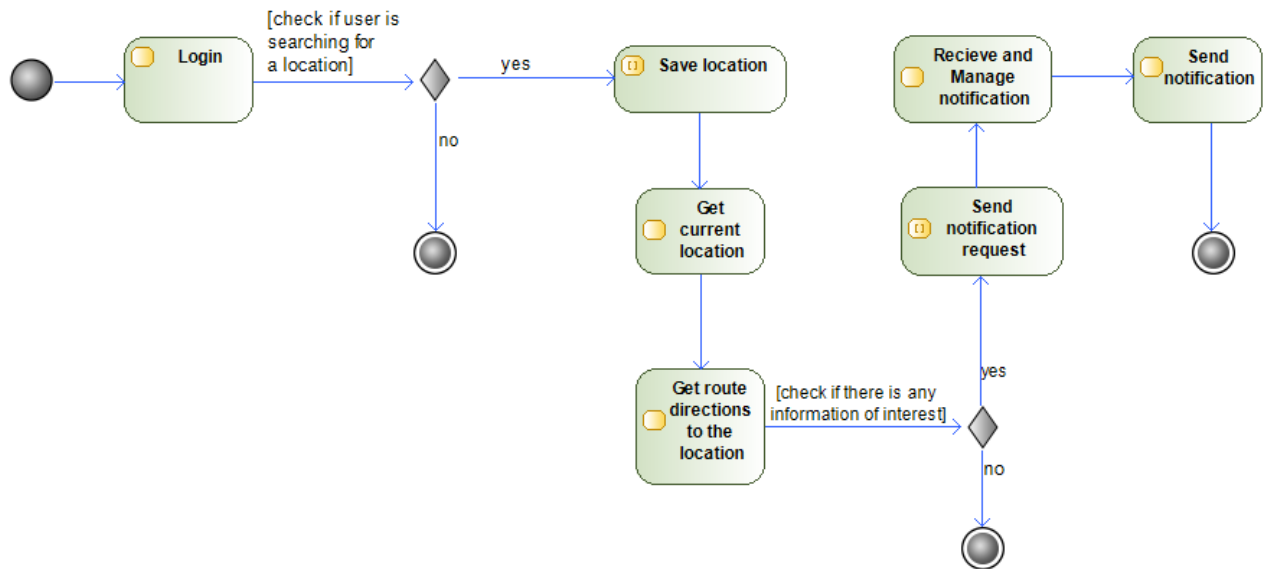 [check if user is
searching for
a location]
Login
yes
no
Save location
Get
current
location
Get route
directions
to the
location
[check if there is any
information of interest]
yes
no
Send
notification
request
Recieve and
Manage
notification
Send
notification